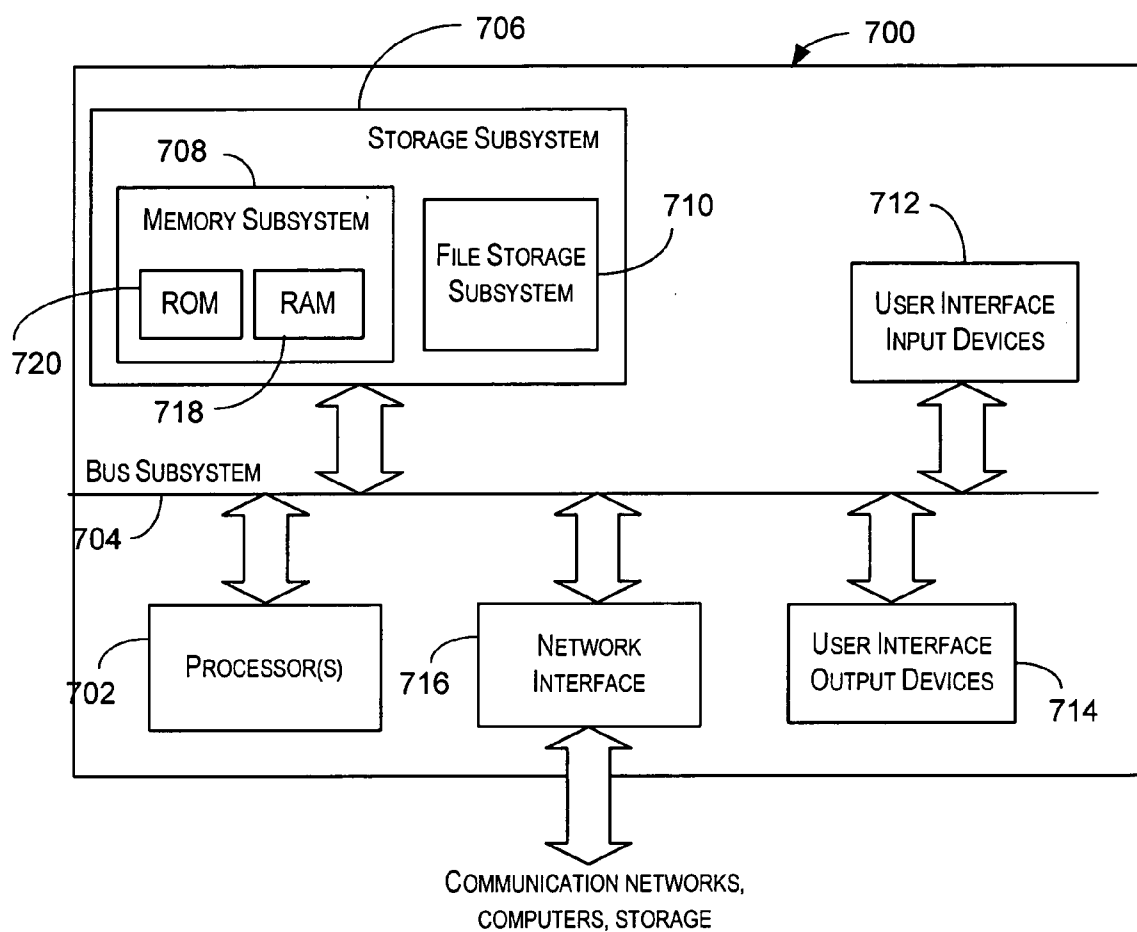 706
700
STORAGE SUBSYSTEM
708
MEMORY SUBSYSTEM
710
FILE STORAGE
SUBSYSTEM
712
ROM
RAM
USER INTERFACE
INPUT DEVICES
720
718
BUS SUBSYSTEM
704
PROCESSOR(S)
702
NETWORK
INTERFACE
716
USER INTERFACE
OUTPUT DEVICES
714
COMMUNICATION NETWORKS,
COMPUTERS, STORAGE